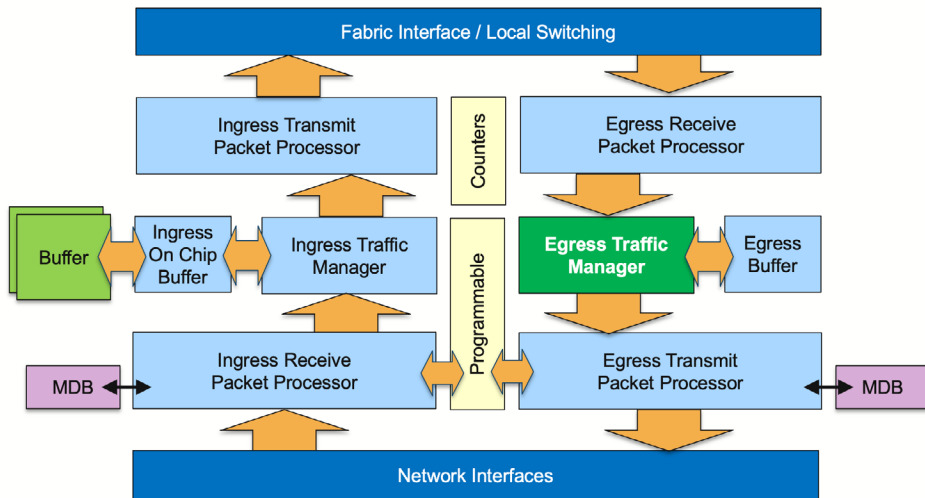 Fabric Interface / Local Switching
Ingress Transmit
Packet Processor
Counters
Egress Receive
Packet Processor
Buffer
Ingress
On Chip
Buffer
Ingress Traffic
Manager
Programmable
Egress Traffic
Manager
Egress
Buffer
MDB
Ingress Receive
Packet Processor
Egress Transmit
Packet Processor
MDB
Network Interfaces